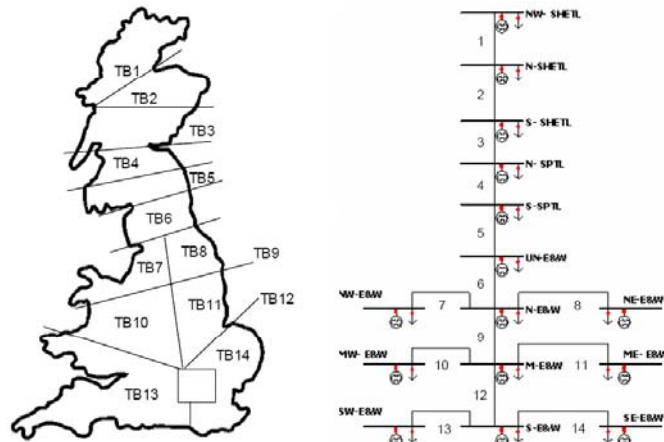 TB1
TB2
TB3
TB4
TB5
TB6
TB7
TB8
TB9
TB10
TB11
TB12
TB13
TB14
NW- SHETL
1
N-SHETL
2
S- SHETL
3
N- SPTL
4
S-SPTL
5
UN-E&W
6
NW-E&W
7
N-E&W
8
NE-E&W
9
MW- E&W
10
M-E&W
11
ME- E&W
12
SW-E&W
13
S-E&W
14
SE-E&W